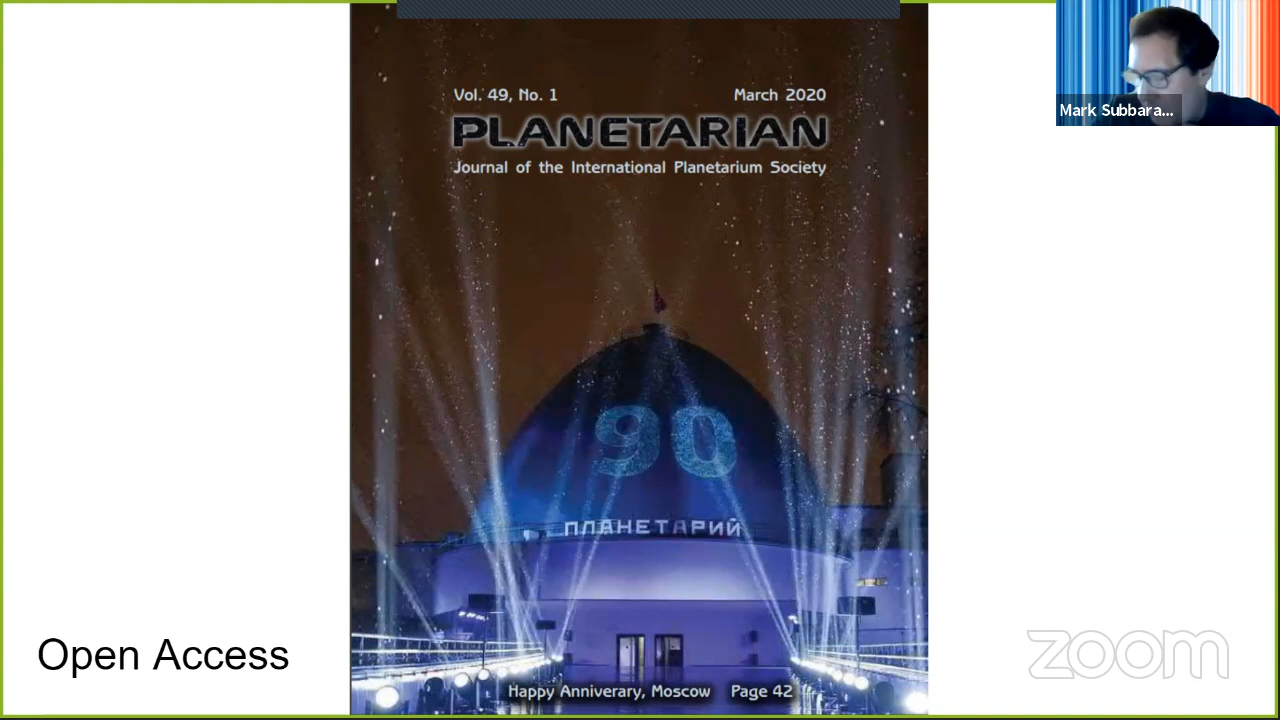 Vol. 49, No. 1 March 2020
PLANETARIAN
Journal of the International Planetarium Society
90
ПЛАНЕТАРИЙ
Happy Anniverary, Moscow Page 42
Open Access
Mark Subbara...
zoom